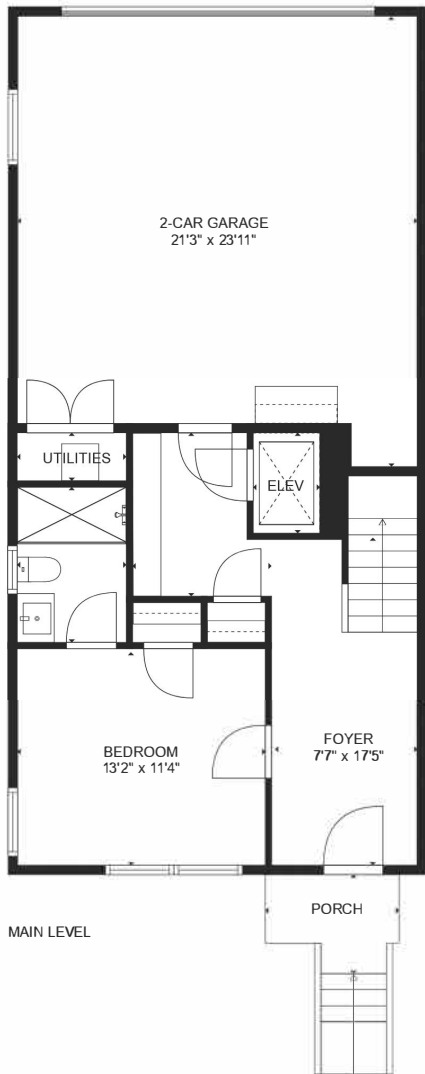 2-CAR GARAGE
21'3" x 23'11"
UTILITIES
ELEV
BEDROOM
13'2" x 11'4"
FOYER
7'7" x 17'5"
PORCH
MAIN LEVEL